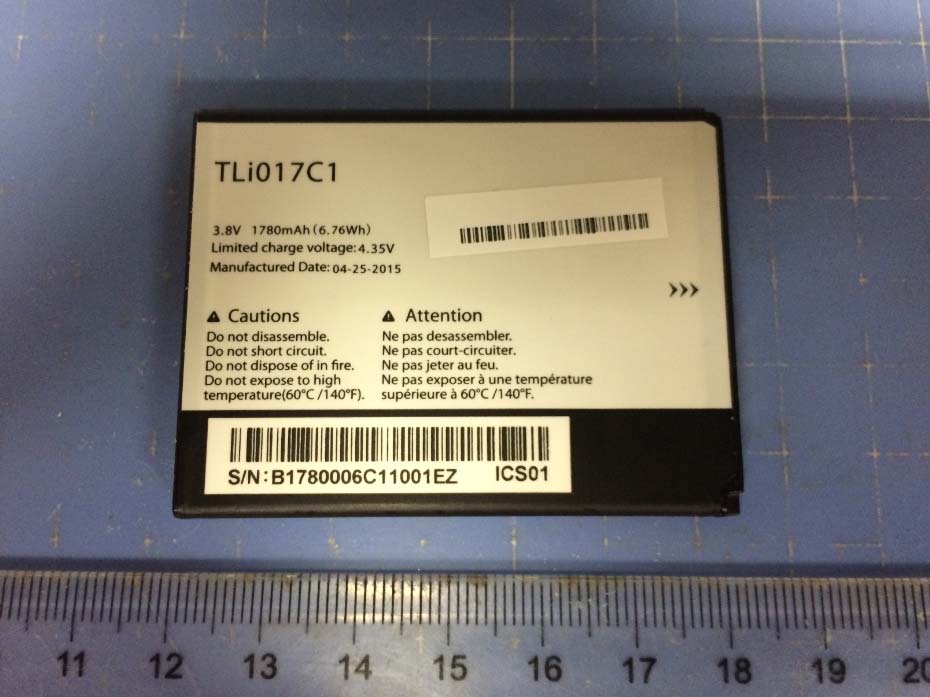 TLi017C1
3.8V 1780mAh (6.76Wh)
Limited charge voltage: 4.35V
Manufactured Date: 04-25-2015
>>>
Cautions
Do not disassemble.
Do not short circuit.
Do not dispose of in fire.
Do not expose to high
temperature(60°C /140°F).
Attention
Ne pas desassembler.
Ne pas court-circuiter.
Ne pas jeter au feu.
Ne pas exposer à une température
supérieure à 60°C /140°F.
S/N: B1780006C11001EZ ICS01
11 12 13 14 15 16 17 18 19 20